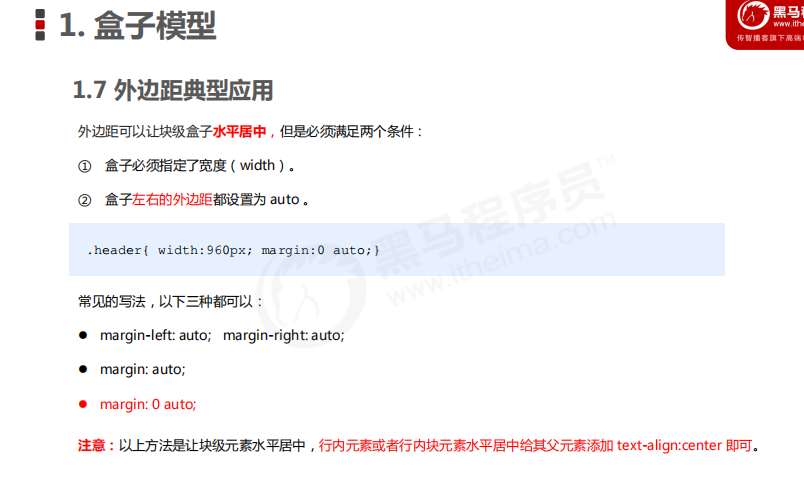 1. 盒子模型
黑马程
www.ithe
传智播客旗下高端
1.7 外边距典型应用
外边距可以让块级盒子水平居中，但是必须满足两个条件：
① 盒子必须指定了宽度（width）。
② 盒子左右的外边距都设置为 auto 。
.header{ width:960px; margin:0 auto;}
黑马程序员™
www.itheima.com
常见的写法，以下三种都可以：
● margin-left: auto; margin-right: auto;
● margin: auto;
● margin: 0 auto;
注意：以上方法是让块级元素水平居中，行内元素或者行内块元素水平居中给其父元素添加 text-align:center 即可。